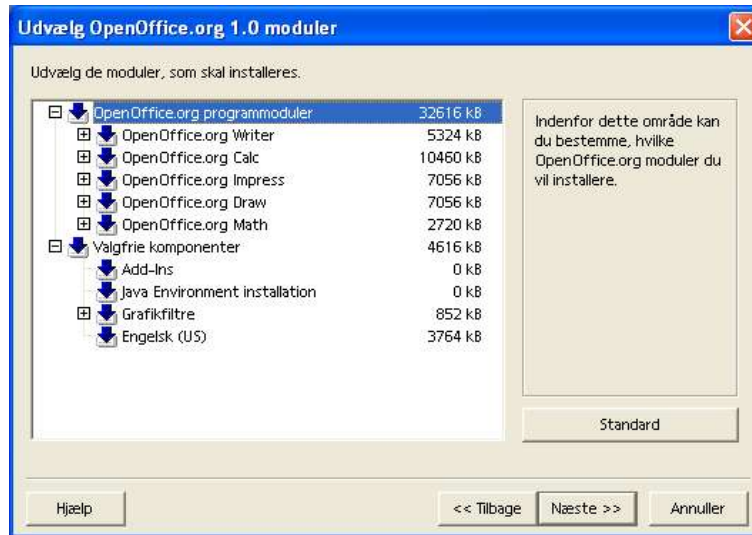 Udvælg OpenOffice.org 1.0 moduler
Udvælg de moduler, som skal installeres.
OpenOffice.org programmoduler 32616 kB
OpenOffice.org Writer 5324 kB
OpenOffice.org Calc 10460 kB
OpenOffice.org Impress 7056 kB
OpenOffice.org Draw 7056 kB
OpenOffice.org Math 2720 kB
Valgfrie komponenter 4616 kB
Add-Ins 0 kB
Java Environment installation 0 kB
Grafikfiltre 852 kB
Engelsk (US) 3764 kB
Indenfor dette område kan
du bestemme, hvilke
OpenOffice.org moduler du
vil installere.
Standard
Hjælp << Tilbage Næste >> Annuller